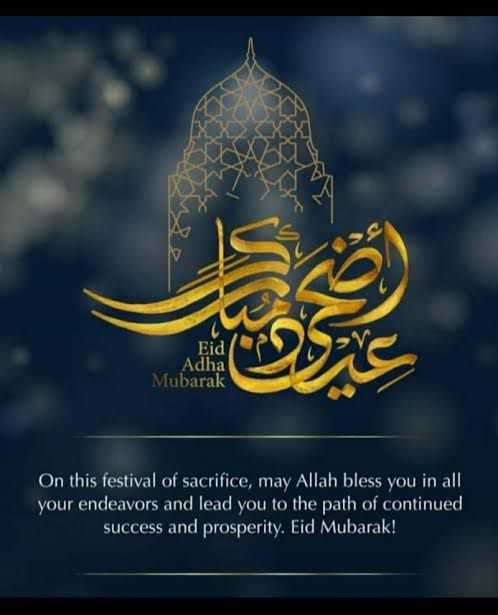 عيد أضحى مبارك
Eid
Adha
Mubarak
On this festival of sacrifice, may Allah bless you in all
your endeavors and lead you to the path of continued
success and prosperity. Eid Mubarak!